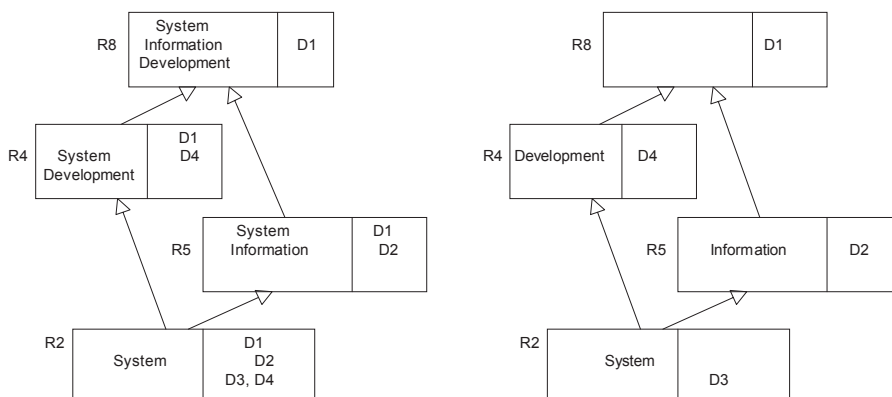 R8
System
Information
Development
D1
R4
System
Development
D1
D4
R5
System
Information
D1
D2
R2
System
D1
D2
D3, D4
R8
D1
R4
Development
D4
R5
Information
D2
R2
System
D3